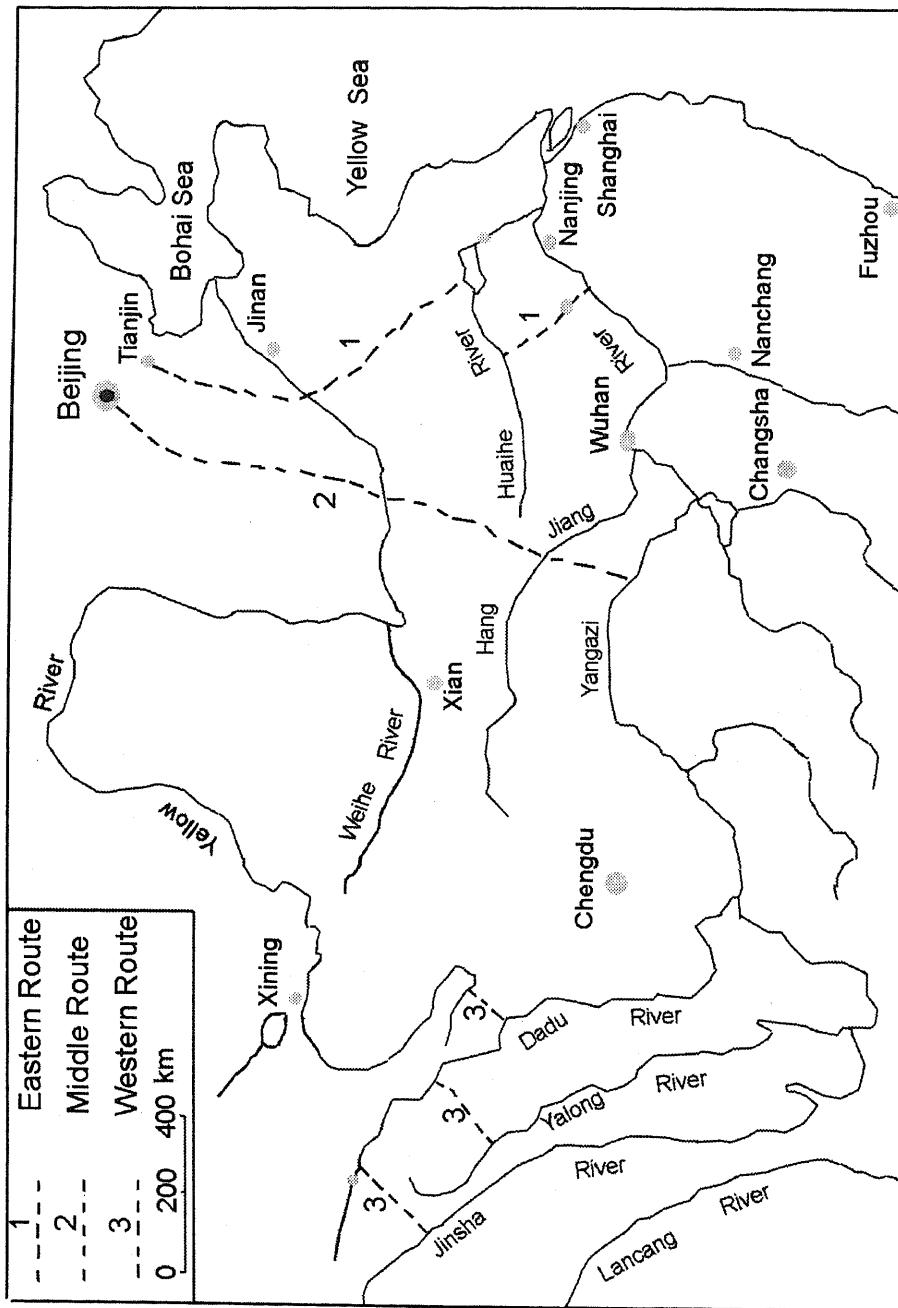 1 Eastern Route
2 Middle Route
3 Western Route
0 200 400 km
Beijing
Tianjin
Bohai Sea
Yellow Sea
Jinan
Xining
Yellow
River
Weihe River
Xian
1
2
Huaihe River
1
Nanjing
Shanghai
Hang Jiang
Yangazi River
Wuhan
Chengdu
Changsha
Nanchang
Fuzhou
3
3
3
Dadu River
Yalong River
Jinsha River
Lancang River